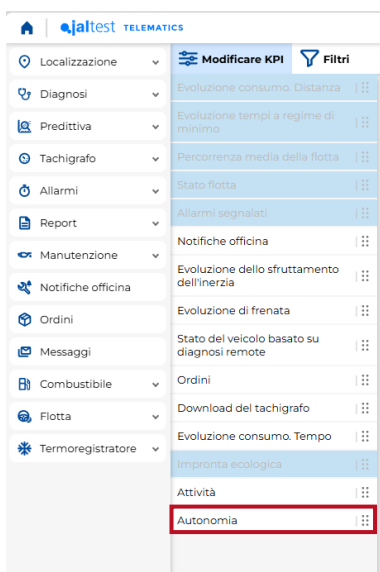 jaltest TELEMATICS
Localizzazione
Diagnosi
Predittiva
Tachigrafo
Allarmi
Report
Manutenzione
Notifiche officina
Ordini
Messaggi
Combustibile
Flotta
Termoregistratore
Modificare KPI
Filtri
Evoluzione consumo. Distanza
Evoluzione tempi a regime di
minimo
Percorrenza media della flotta
Stato flotta
Allarmi segnalati
Notifiche officina
Evoluzione dello sfruttamento
dell'inerzia
Evoluzione di frenata
Stato del veicolo basato su
diagnosi remote
Ordini
Download del tachigrafo
Evoluzione consumo. Tempo
Impronta ecologica
Attività
Autonomia